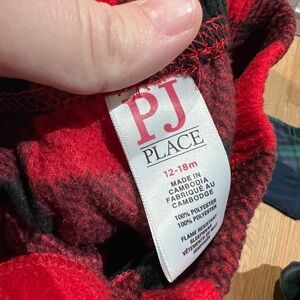 PJ
PLACE
12-18m
MADE IN
CAMBODIA
FABRIQUÉ AU
CAMBODGE
100% POLYESTER
100% POLYESTER
FLAME RESISTANT